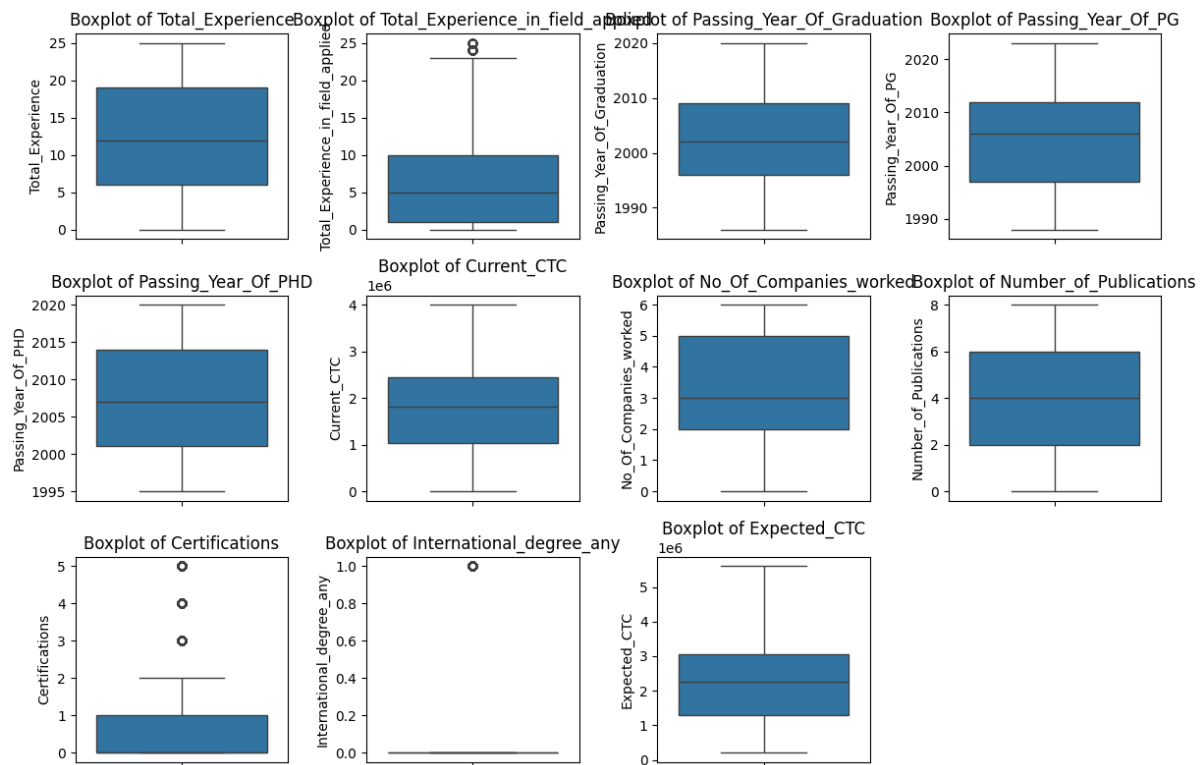 Boxplot of Total_Experience
Boxplot of Total_Experience_in_field_applied
Boxplot of Passing_Year_Of_Graduation
Boxplot of Passing_Year_Of_PG
Total_Experience
25
20
15
10
5
0
Total_Experience_in_field_applied
25
20
15
10
5
0
Passing_Year_Of_Graduation
2020
2010
2000
1990
Passing_Year_Of_PG
2020
2010
2000
1990
Boxplot of Passing_Year_Of_PHD
Boxplot of Current_CTC
Boxplot of No_Of_Companies_worked
Boxplot of Number_of_Publications
Passing_Year_Of_PHD
2020
2015
2010
2005
2000
1995
1e6
Current_CTC
4
3
2
1
0
No_Of_Companies_worked
6
5
4
3
2
1
0
Number_of_Publications
8
6
4
2
0
Boxplot of Certifications
Boxplot of International_degree_any
Boxplot of Expected_CTC
Certifications
5
4
3
2
1
0
International_degree_any
1.0
0.8
0.6
0.4
0.2
0.0
1e6
Expected_CTC
5
4
3
2
1
0